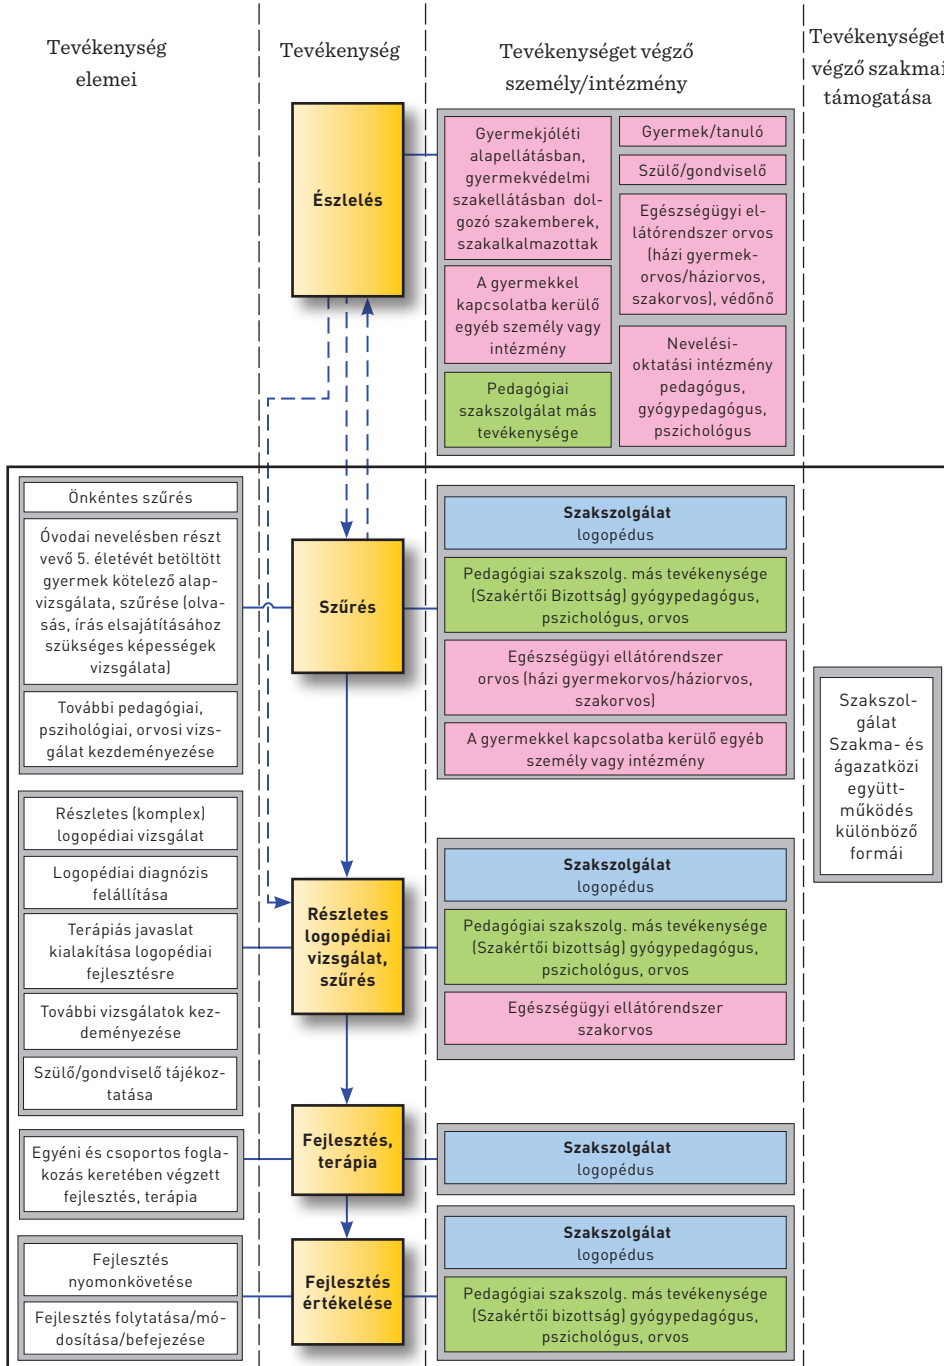 Tevékenység
elemei
Tevékenység
Tevékenységet végző
személy/intézmény
Tevékenységet
végző szakmai
támogatása
Észlelés
Gyermekjóléti
alapellátásban,
gyermekvédelmi
szakellátásban dol-
gozó szakemberek,
szakalkalmazottak
A gyermekkel
kapcsolatba kerülő
egyéb személy vagy
intézmény
Pedagógiai
szakszolgálat más
tevékenysége
Gyermek/tanuló
Szülő/gondviselő
Egészségügyi el-
látórendszer orvos
(házi gyermek-
orvos/háziorvos,
szakorvos), védőnő
Nevelési-
oktatási intézmény
pedagógus,
gyógypedagógus,
pszichológus
Önkéntes szűrés
Óvodai nevelésben részt
vevő 5. életévét betöltött
gyermek kötelező alap-
vizsgálata, szűrése (olva-
sás, írás elsajátításához
szükséges képességek
vizsgálata)
További pedagógiai,
pszihológiai, orvosi vizs-
gálat kezdeményezése
Szűrés
Szakszolgálat
logopédus
Pedagógiai szakszolg. más tevékenysége
(Szakértői Bizottság) gyógypedagógus,
pszichológus, orvos
Egészségügyi ellátórendszer
orvos (házi gyermekorvos/háziorvos,
szakorvos)
A gyermekkel kapcsolatba kerülő egyéb
személy vagy intézmény
Szakszol-
gálat
Szakma- és
ágazatközi
együtt-
működés
különböző
formái
Részletes (komplex)
logopédiai vizsgálat
Logopédiai diagnózis
felállítása
Terápiás javaslat
kialakítása logopédiai
fejlesztésre
További vizsgálatok kez-
deményezése
Szülő/gondviselő tájékoz-
tatása
Részletes
logopédiai
vizsgálat,
szűrés
Szakszolgálat
logopédus
Pedagógiai szakszolg. más tevékenysége
(Szakértői bizottság) gyógypedagógus,
pszichológus, orvos
Egészségügyi ellátórendszer
szakorvos
Egyéni és csoportos fogla-
kozás keretében végzett
fejlesztés, terápia
Fejlesztés,
terápia
Szakszolgálat
logopédus
Fejlesztés
nyomonkövetése
Fejlesztés folytatása/mó-
dosítása/befejezése
Fejlesztés
értékelése
Szakszolgálat
logopédus
Pedagógiai szakszolg. más tevékenysége
(Szakértői bizottság) gyógypedagógus,
pszichológus, orvos